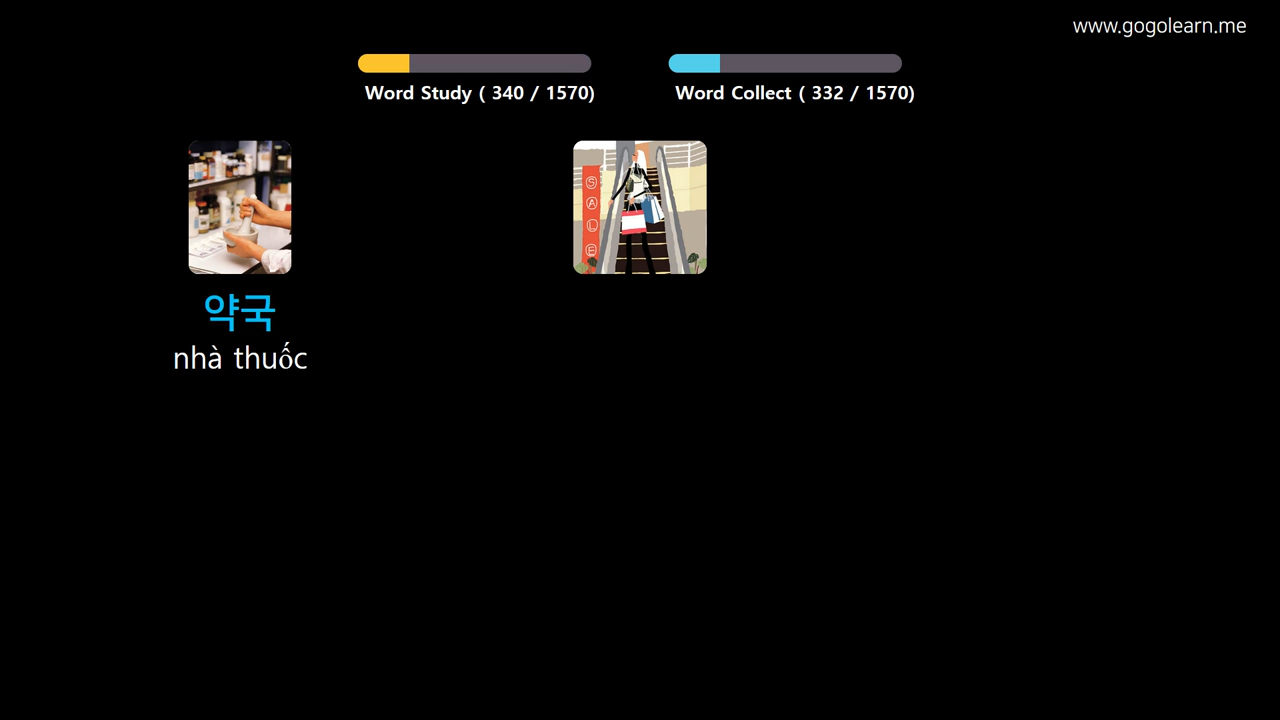 www.gogolearn.me
Word Study ( 340 / 1570)
Word Collect ( 332 / 1570)
SALE
약국
nhà thuốc